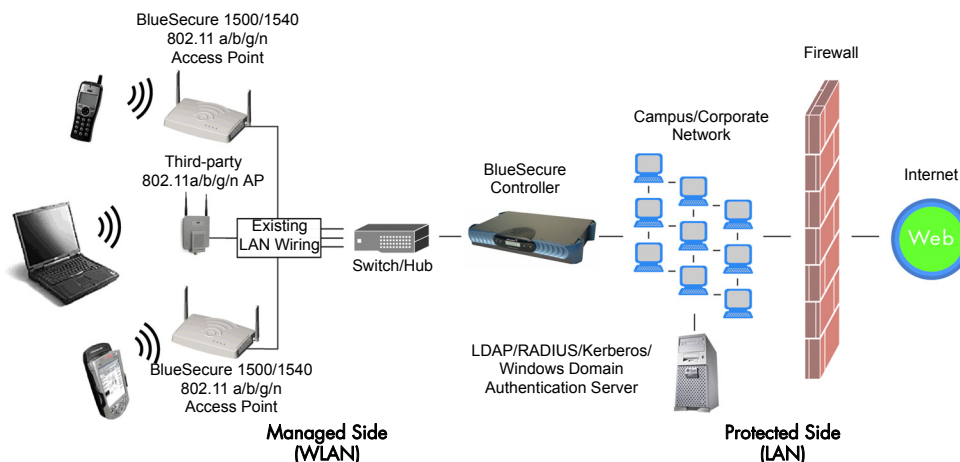 BlueSecure 1500/1540
802.11 a/b/g/n
Access Point
Firewall
Campus/Corporate
Network
Third-party
802.11a/b/g/n AP
BlueSecure
Controller
Internet
Existing
LAN Wiring
Web
Switch/Hub
LDAP/RADIUS/Kerberos/
Windows Domain
Authentication Server
BlueSecure 1500/1540
802.11 a/b/g/n
Access Point
Managed Side
(WLAN)
Protected Side
(LAN)